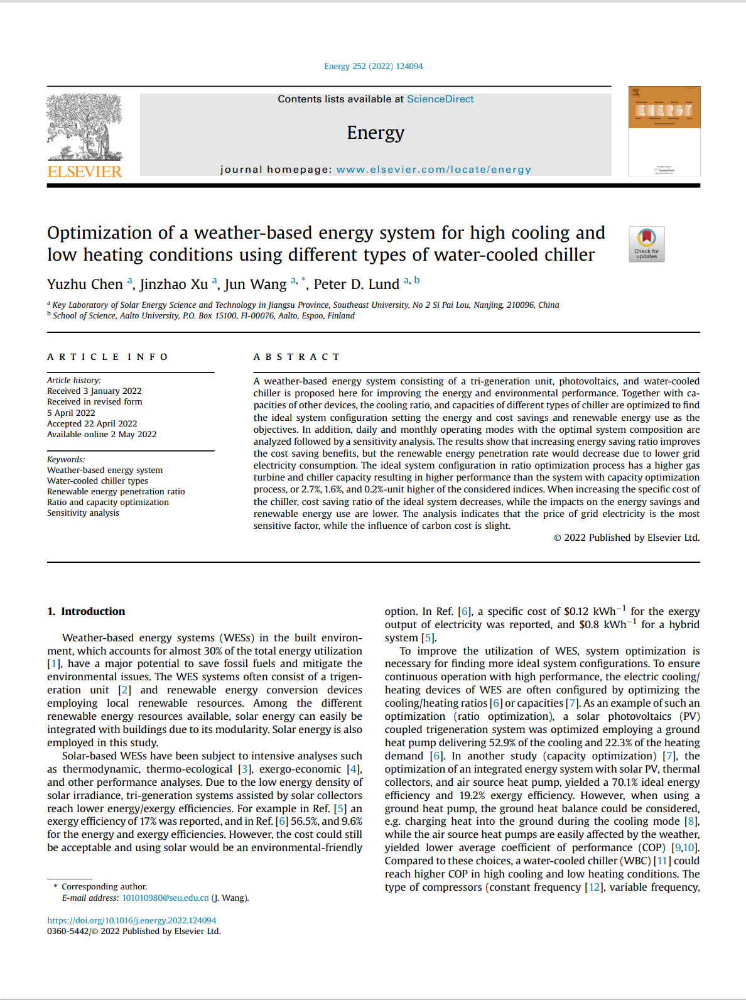 Energy 252 (2022) 124094
Contents lists available at ScienceDirect
Energy
journal homepage: www.elsevier.com/locate/energy
ELSEVIER
ENERGY
ScienceDirect
Optimization of a weather-based energy system for high cooling and
low heating conditions using different types of water-cooled chiller
Check for
updates
Yuzhu Chen a, Jinzhao Xu a, Jun Wang a, *, Peter D. Lund a, b
a Key Laboratory of Solar Energy Science and Technology in Jiangsu Province, Southeast University, No 2 Si Pai Lou, Nanjing, 210096, China
b School of Science, Aalto University, P.O. Box 15100, FI-00076, Aalto, Espoo, Finland
ARTICLE INFO
Article history:
Received 3 January 2022
Received in revised form
5 April 2022
Accepted 22 April 2022
Available online 2 May 2022
Keywords:
Weather-based energy system
Water-cooled chiller types
Renewable energy penetration ratio
Ratio and capacity optimization
Sensitivity analysis
ABSTRACT
A weather-based energy system consisting of a tri-generation unit, photovoltaics, and water-cooled
chiller is proposed here for improving the energy and environmental performance. Together with ca-
pacities of other devices, the cooling ratio, and capacities of different types of chiller are optimized to find
the ideal system configuration setting the energy and cost savings and renewable energy use as the
objectives. In addition, daily and monthly operating modes with the optimal system composition are
analyzed followed by a sensitivity analysis. The results show that increasing energy saving ratio improves
the cost saving benefits, but the renewable energy penetration rate would decrease due to lower grid
electricity consumption. The ideal system configuration in ratio optimization process has a higher gas
turbine and chiller capacity resulting in higher performance than the system with capacity optimization
process, or 2.7%, 1.6%, and 0.2%-unit higher of the considered indices. When increasing the specific cost of
the chiller, cost saving ratio of the ideal system decreases, while the impacts on the energy savings and
renewable energy use are lower. The analysis indicates that the price of grid electricity is the most
sensitive factor, while the influence of carbon cost is slight.
© 2022 Published by Elsevier Ltd.
1. Introduction
Weather-based energy systems (WESs) in the built environ-
ment, which accounts for almost 30% of the total energy utilization
[1], have a major potential to save fossil fuels and mitigate the
environmental issues. The WES systems often consist of a trigen-
eration unit [2] and renewable energy conversion devices
employing local renewable resources. Among the different
renewable energy resources available, solar energy can easily be
integrated with buildings due to its modularity. Solar energy is also
employed in this study.
Solar-based WESs have been subject to intensive analyses such
as thermodynamic, thermo-ecological [3], exergo-economic [4],
and other performance analyses. Due to the low energy density of
solar irradiance, tri-generation systems assisted by solar collectors
reach lower energy/exergy efficiencies. For example in Ref. [5] an
exergy efficiency of 17% was reported, and in Ref. [6] 56.5%, and 9.6%
for the energy and exergy efficiencies. However, the cost could still
be acceptable and using solar would be an environmental-friendly
option. In Ref. [6], a specific cost of $0.12 kWh−1 for the exergy
output of electricity was reported, and $0.8 kWh−1 for a hybrid
system [5].
To improve the utilization of WES, system optimization is
necessary for finding more ideal system configurations. To ensure
continuous operation with high performance, the electric cooling/
heating devices of WES are often configured by optimizing the
cooling/heating ratios [6] or capacities [7]. As an example of such an
optimization (ratio optimization), a solar photovoltaics (PV)
coupled trigeneration system was optimized employing a ground
heat pump delivering 52.9% of the cooling and 22.3% of the heating
demand [6]. In another study (capacity optimization) [7], the
optimization of an integrated energy system with solar PV, thermal
collectors, and air source heat pump, yielded a 70.1% ideal energy
efficiency and 19.2% exergy efficiency. However, when using a
ground heat pump, the ground heat balance could be considered,
e.g. charging heat into the ground during the cooling mode [8],
while the air source heat pumps are easily affected by the weather,
yielded lower average coefficient of performance (COP) [9,10].
Compared to these choices, a water-cooled chiller (WBC) [11] could
reach higher COP in high cooling and low heating conditions. The
type of compressors (constant frequency [12], variable frequency,
* Corresponding author.
E-mail address: 101010980@seu.edu.cn (J. Wang).
https://doi.org/10.1016/j.energy.2022.124094
0360-5442/© 2022 Published by Elsevier Ltd.